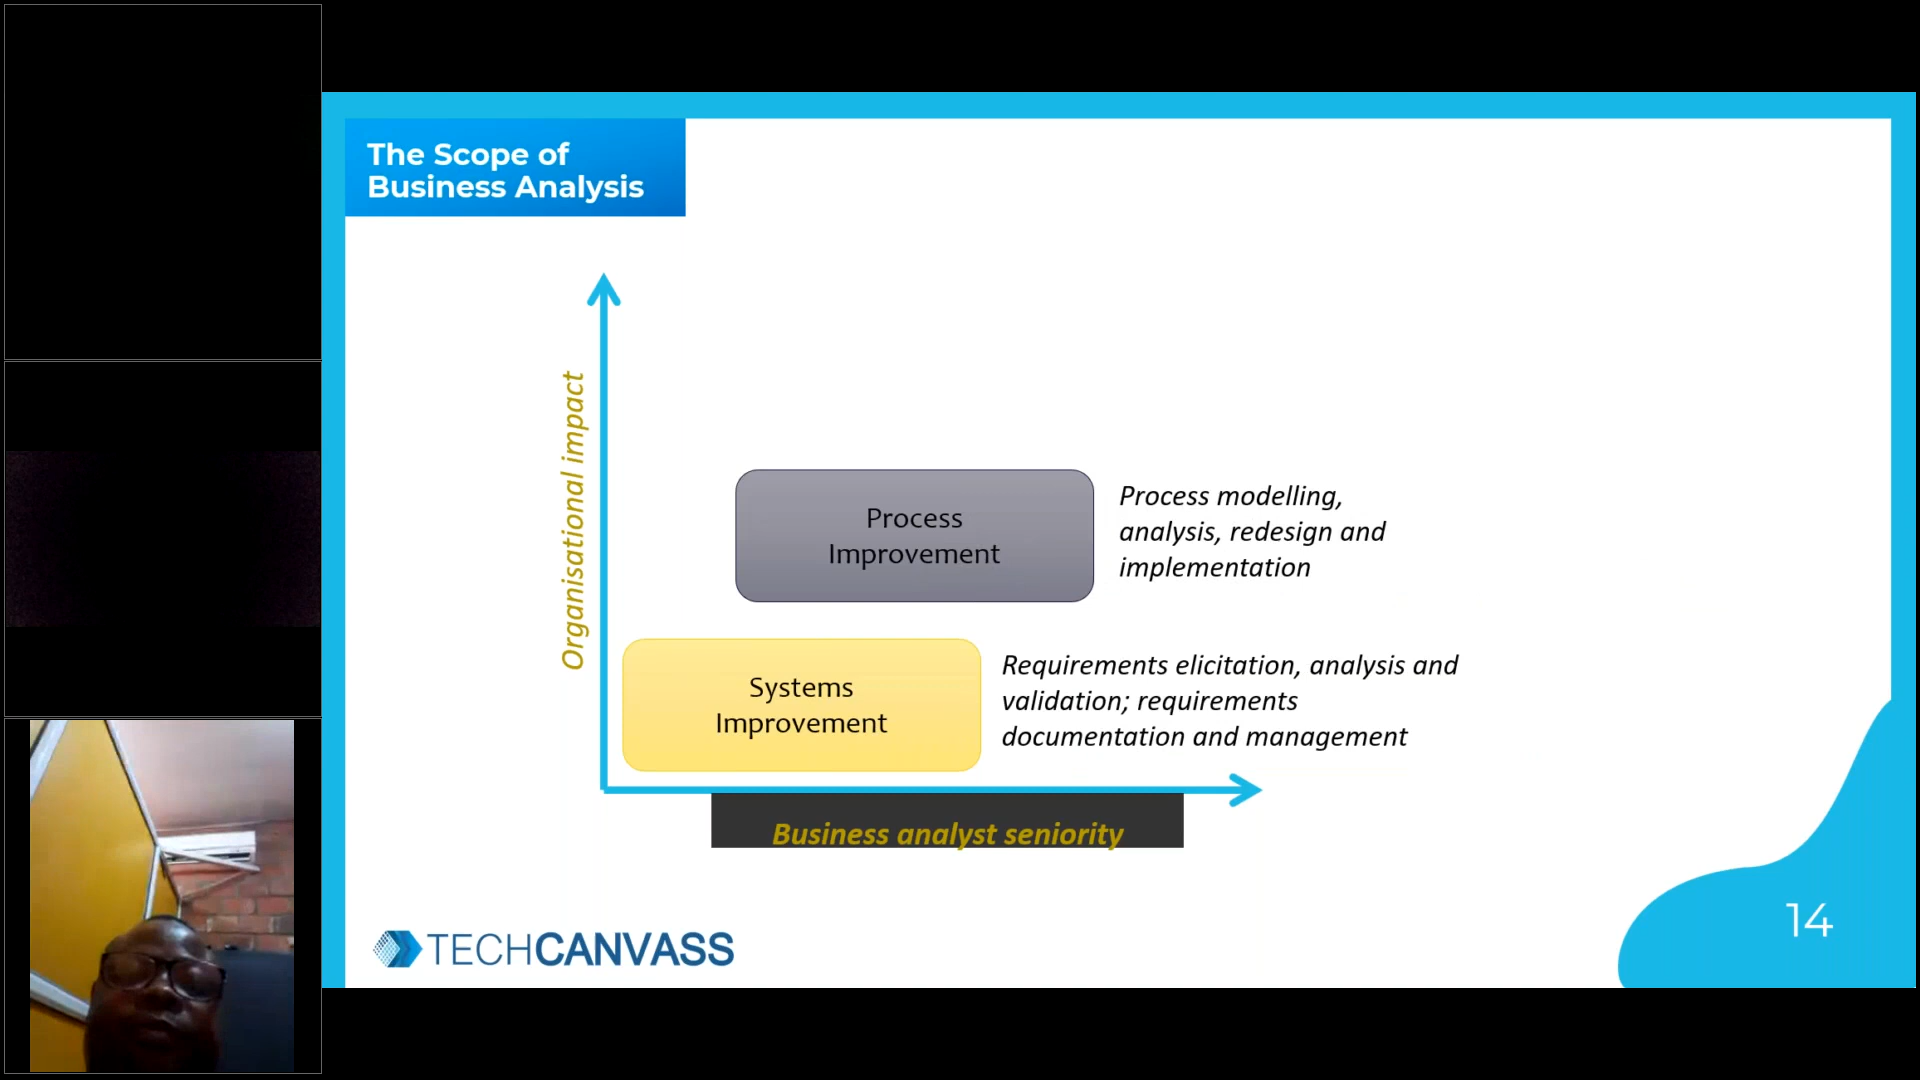 The Scope of
Business Analysis
Organisational impact
Process
Improvement
Process modelling,
analysis, redesign and
implementation
Systems
Improvement
Requirements elicitation, analysis and
validation; requirements
documentation and management
Business analyst seniority
TECHCANVASS
14